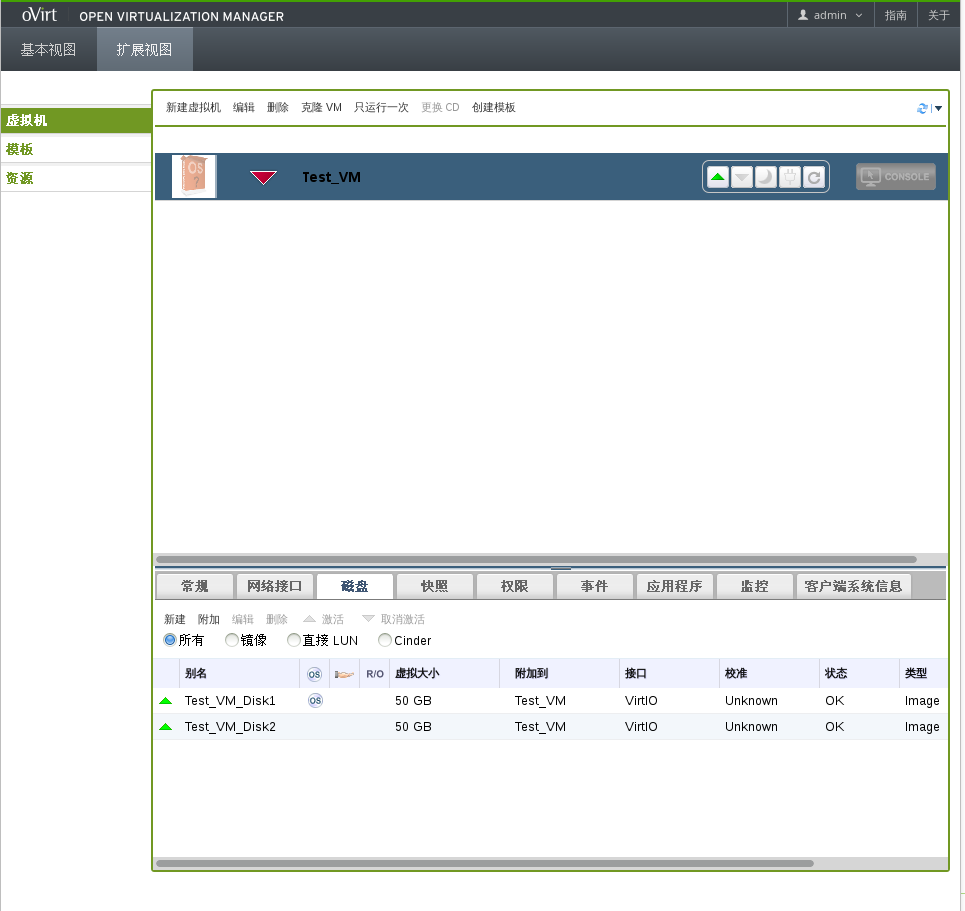 oVirt OPEN VIRTUALIZATION MANAGER admin 指南 关于
基本视图 扩展视图
新建虚拟机 编辑 删除 克隆 VM 只运行一次 更换 CD 创建模板
虚拟机
模板
资源
OS
?
Test_VM
CONSOLE
常规 网络接口 磁盘 快照 权限 事件 应用程序 监控 客户端系统信息
新建 附加 编辑 删除 激活 取消激活
所有 镜像 直接 LUN Cinder
别名 OS R/O 虚拟大小 附加到 接口 校准 状态 类型
Test_VM_Disk1 OS 50 GB Test_VM VirtIO Unknown OK Image
Test_VM_Disk2 50 GB Test_VM VirtIO Unknown OK Image